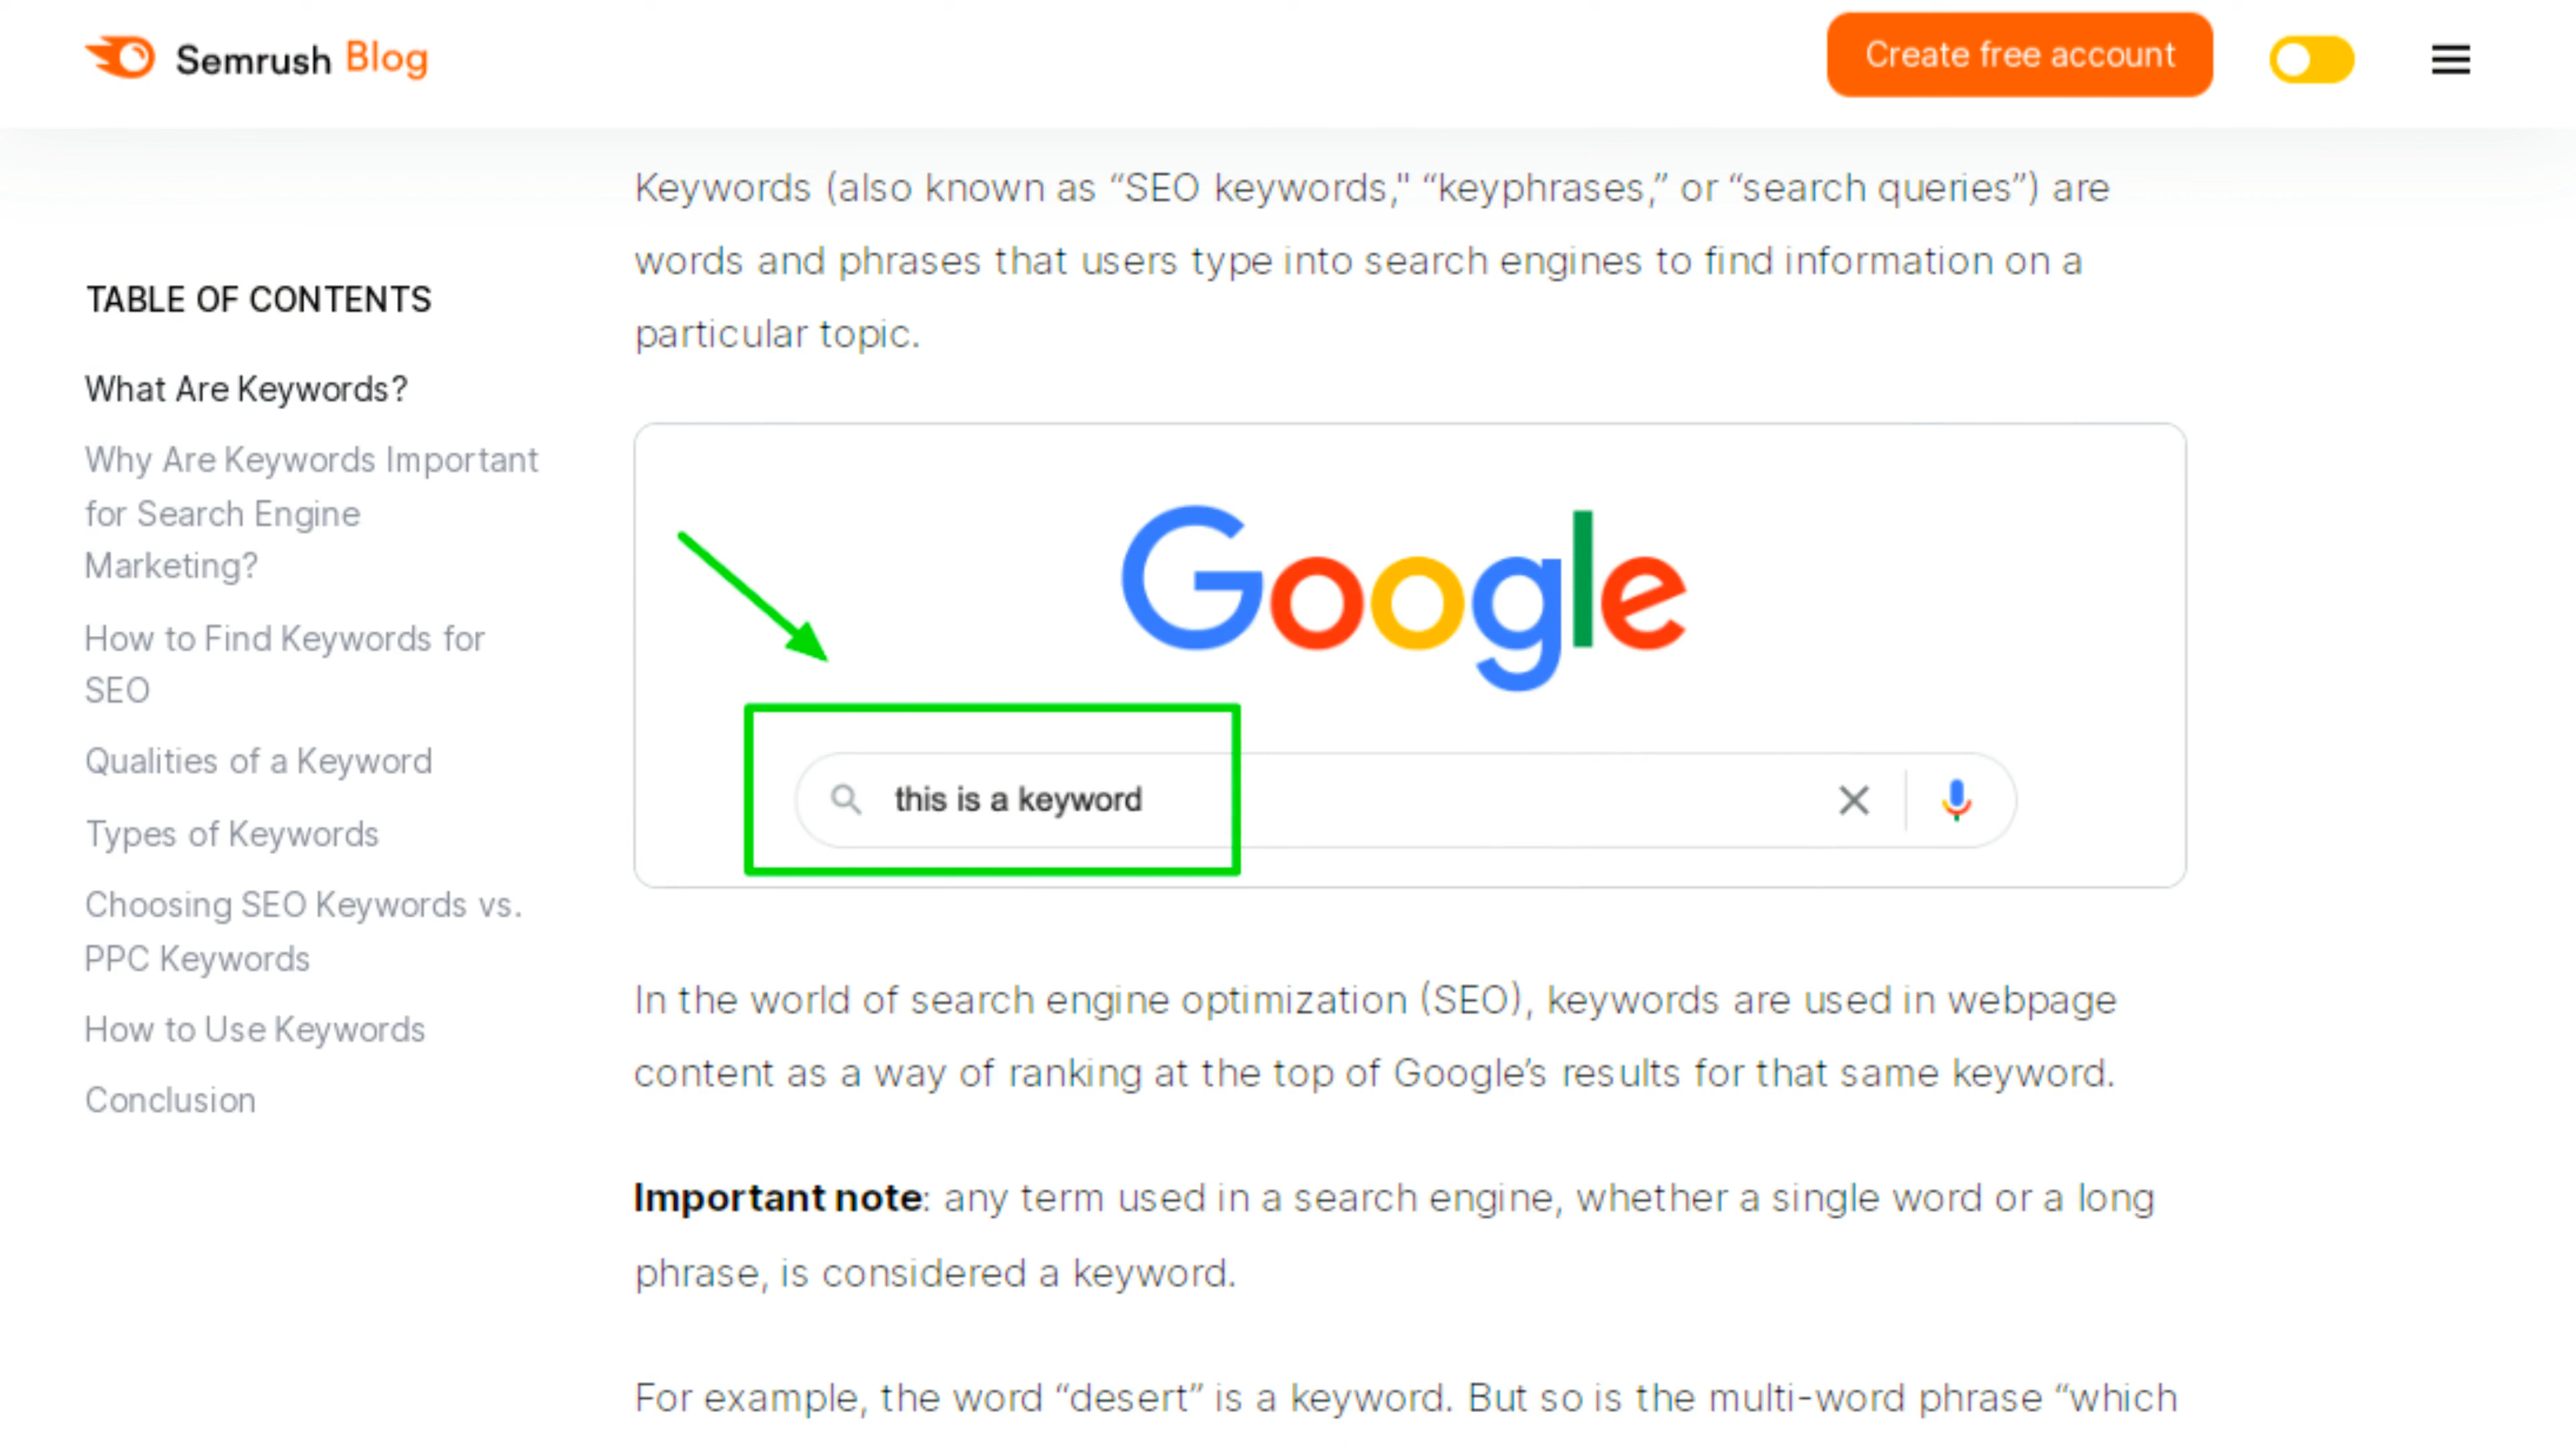 Semrush Blog
Create free account
TABLE OF CONTENTS
What Are Keywords?
Why Are Keywords Important
for Search Engine
Marketing?
How to Find Keywords for
SEO
Qualities of a Keyword
Types of Keywords
Choosing SEO Keywords vs.
PPC Keywords
How to Use Keywords
Conclusion
Keywords (also known as “SEO keywords," “keyphrases,” or “search queries”) are
words and phrases that users type into search engines to find information on a
particular topic.
Google
this is a keyword
In the world of search engine optimization (SEO), keywords are used in webpage
content as a way of ranking at the top of Google’s results for that same keyword.
Important note: any term used in a search engine, whether a single word or a long
phrase, is considered a keyword.
For example, the word “desert” is a keyword. But so is the multi-word phrase “which